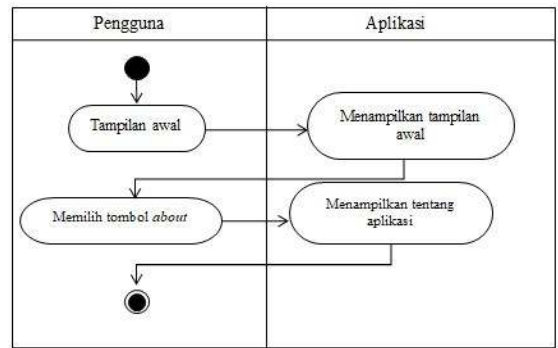 Pengguna
Aplikasi
Tampilan awal
Menampilkan tampilan
awal
Memilih tombol about
Menampilkan tentang
aplikasi